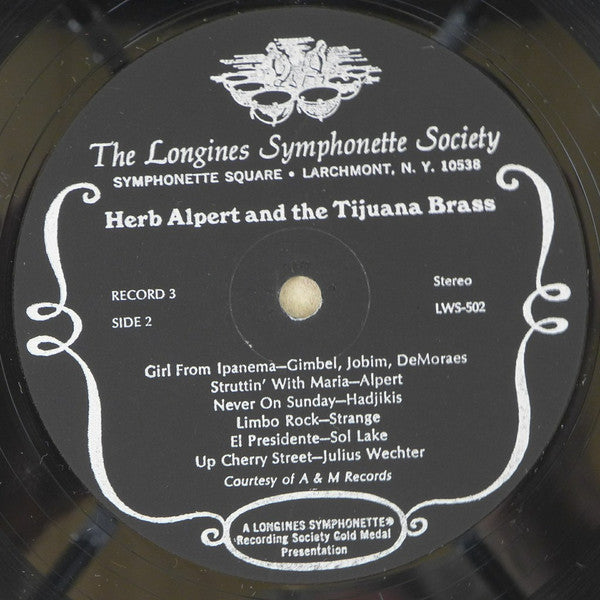 The Longines Symphonette Society
SYMPHONETTE SQUARE • LARCHMONT, N. Y. 10538
Herb Alpert and the Tijuana Brass
RECORD 3
SIDE 2
Stereo
LWS-502
Girl From Ipanema—Gimbel, Jobim, DeMoraes
Struttin' With Maria—Alpert
Never On Sunday—Hadjikis
Limbo Rock—Strange
El Presidente—Sol Lake
Up Cherry Street—Julius Wechter
Courtesy of A & M Records
A LONGINES SYMPHONETTE®
Recording Society Gold Medal
Presentation